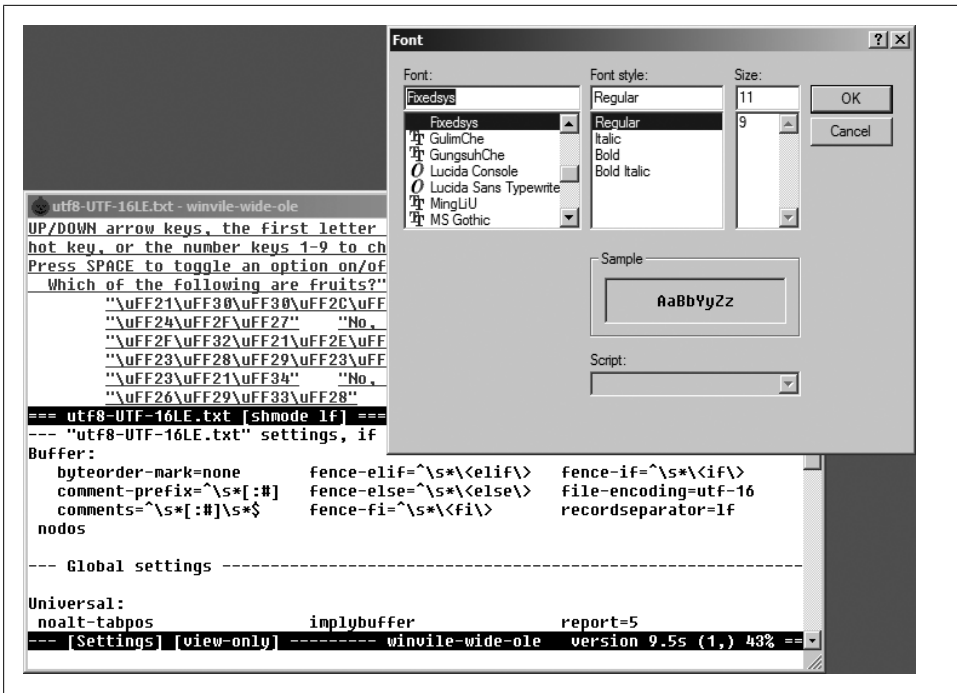 Font
Font:
Font style:
Size:
Fixedsys
Regular
11
OK
Cancel
Fixedsys
GulimChe
GungsuhChe
Lucida Console
Lucida Sans Typewrite
MingLiU
MS Gothic
Regular
Italic
Bold
Bold Italic
9
Sample
AaBbYyZz
Script:
utf8-UTF-16LE.txt - winvile-wide-ole
UP/DOWN arrow keys, the first letter
hot key, or the number keys 1-9 to ch
Press SPACE to toggle an option on/of
Which of the following are fruits?"
"\uFF21\uFF30\uFF30\uFF2C\uFF
"\uFF24\uFF2F\uFF27" "No,
"\uFF2F\uFF32\uFF21\uFF2E\uFF
"\uFF23\uFF28\uFF29\uFF23\uFF
"\uFF23\uFF21\uFF34" "No,
"\uFF26\uFF29\uFF33\uFF28"
=== utf8-UTF-16LE.txt [shmode lf] ===
--- "utf8-UTF-16LE.txt" settings, if
Buffer:
byteorder-mark=none fence-elif=^\s*\<elif\> fence-if=^\s*\<if\>
comment-prefix=^\s*[:#] fence-else=^\s*\<else\> file-encoding=utf-16
comments=^\s*[:#]\s*$ fence-fi=^\s*\<fi\> recordseparator=lf
nodos
--- Global settings ---------------------------------------------------------------
Universal:
noalt-tabpos implybuffer report=5
--- [Settings] [view-only] --------- winvile-wide-ole version 9.5s (1,) 43% ==